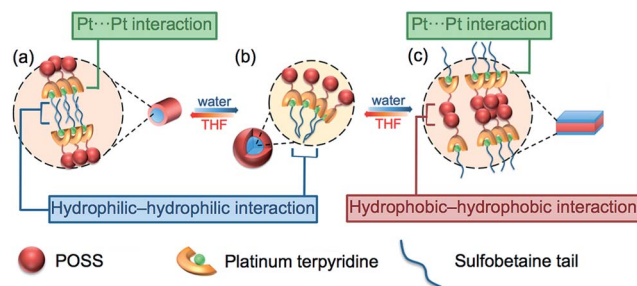 Pt···Pt interaction
Pt···Pt interaction
(a)
(b)
(c)
water
THF
water
THF
Hydrophilic–hydrophilic interaction
Hydrophobic–hydrophobic interaction
POSS
Platinum terpyridine
Sulfobetaine tail